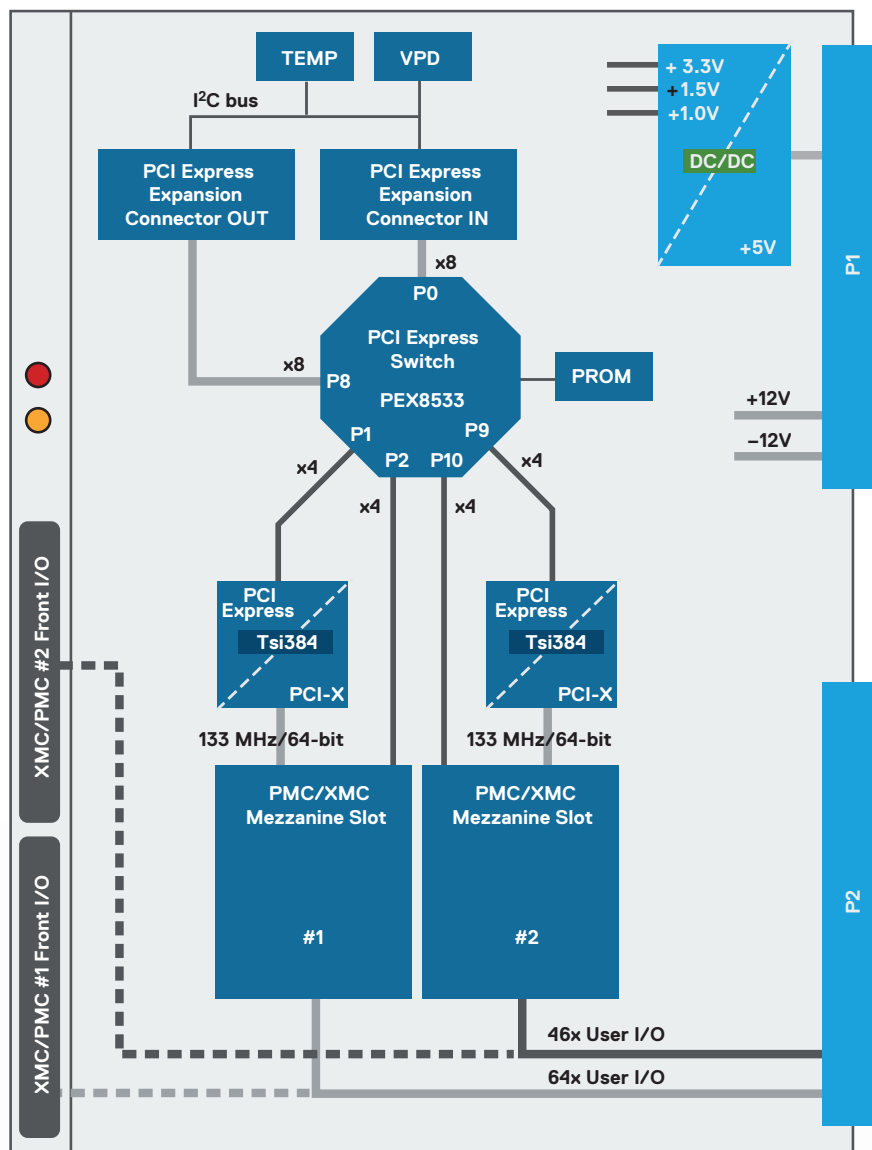 TEMP
VPD
I²C bus
PCI Express
Expansion
Connector OUT
PCI Express
Expansion
Connector IN
+ 3.3V
+1.5V
+1.0V
DC/DC
+5V
P1
x8
P0
PCI Express
Switch
PEX8533
x8
P8
PROM
P1
P2
P10
P9
+12V
–12V
x4
x4
x4
x4
PCI
Express
Tsi384
PCI-X
PCI
Express
Tsi384
PCI-X
133 MHz/64-bit
133 MHz/64-bit
PMC/XMC
Mezzanine Slot
#1
PMC/XMC
Mezzanine Slot
#2
XMC/PMC #2 Front I/O
XMC/PMC #1 Front I/O
P2
46x User I/O
64x User I/O